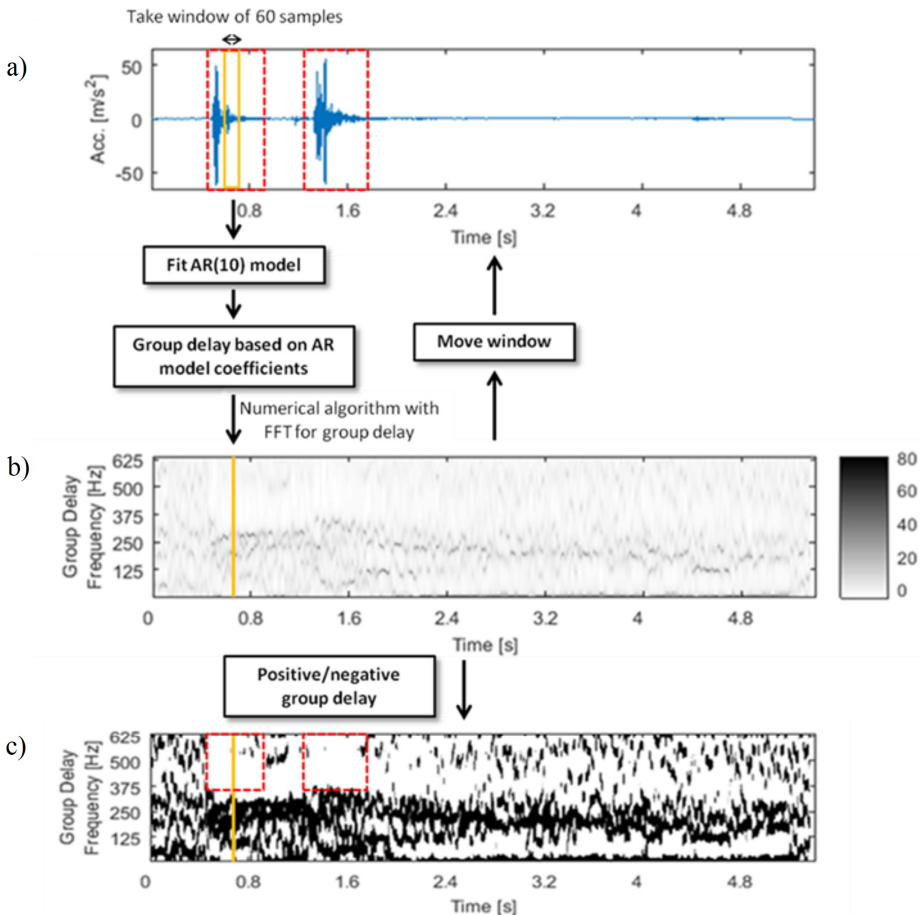 Take window of 60 samples
a)
Acc. [m/s²]
50
0
-50
0.8 1.6 2.4 3.2 4 4.8
Time [s]
Fit AR(10) model
Group delay based on AR
model coefficients
Move window
Numerical algorithm with
FFT for group delay
b)
Group Delay
Frequency [Hz]
625
500
375
250
125
0 0.8 1.6 2.4 3.2 4 4.8
Time [s]
80
60
40
20
0
Positive/negative
group delay
c)
Group Delay
Frequency [Hz]
625
500
375
250
125
0 0.8 1.6 2.4 3.2 4 4.8
Time [s]